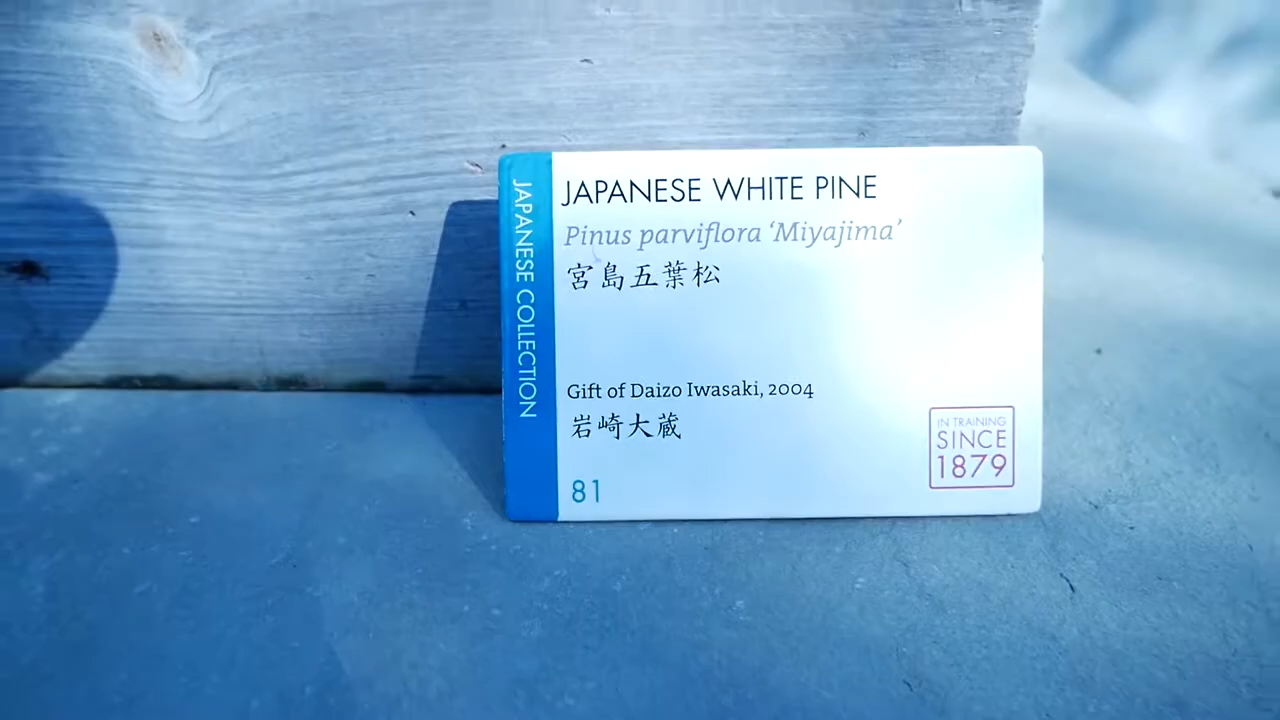 JAPANESE COLLECTION
JAPANESE WHITE PINE
Pinus parviflora ‘Miyajima’
宮島五葉松
Gift of Daizo Iwasaki, 2004
岩崎大蔵
81
IN TRAINING
SINCE
1879